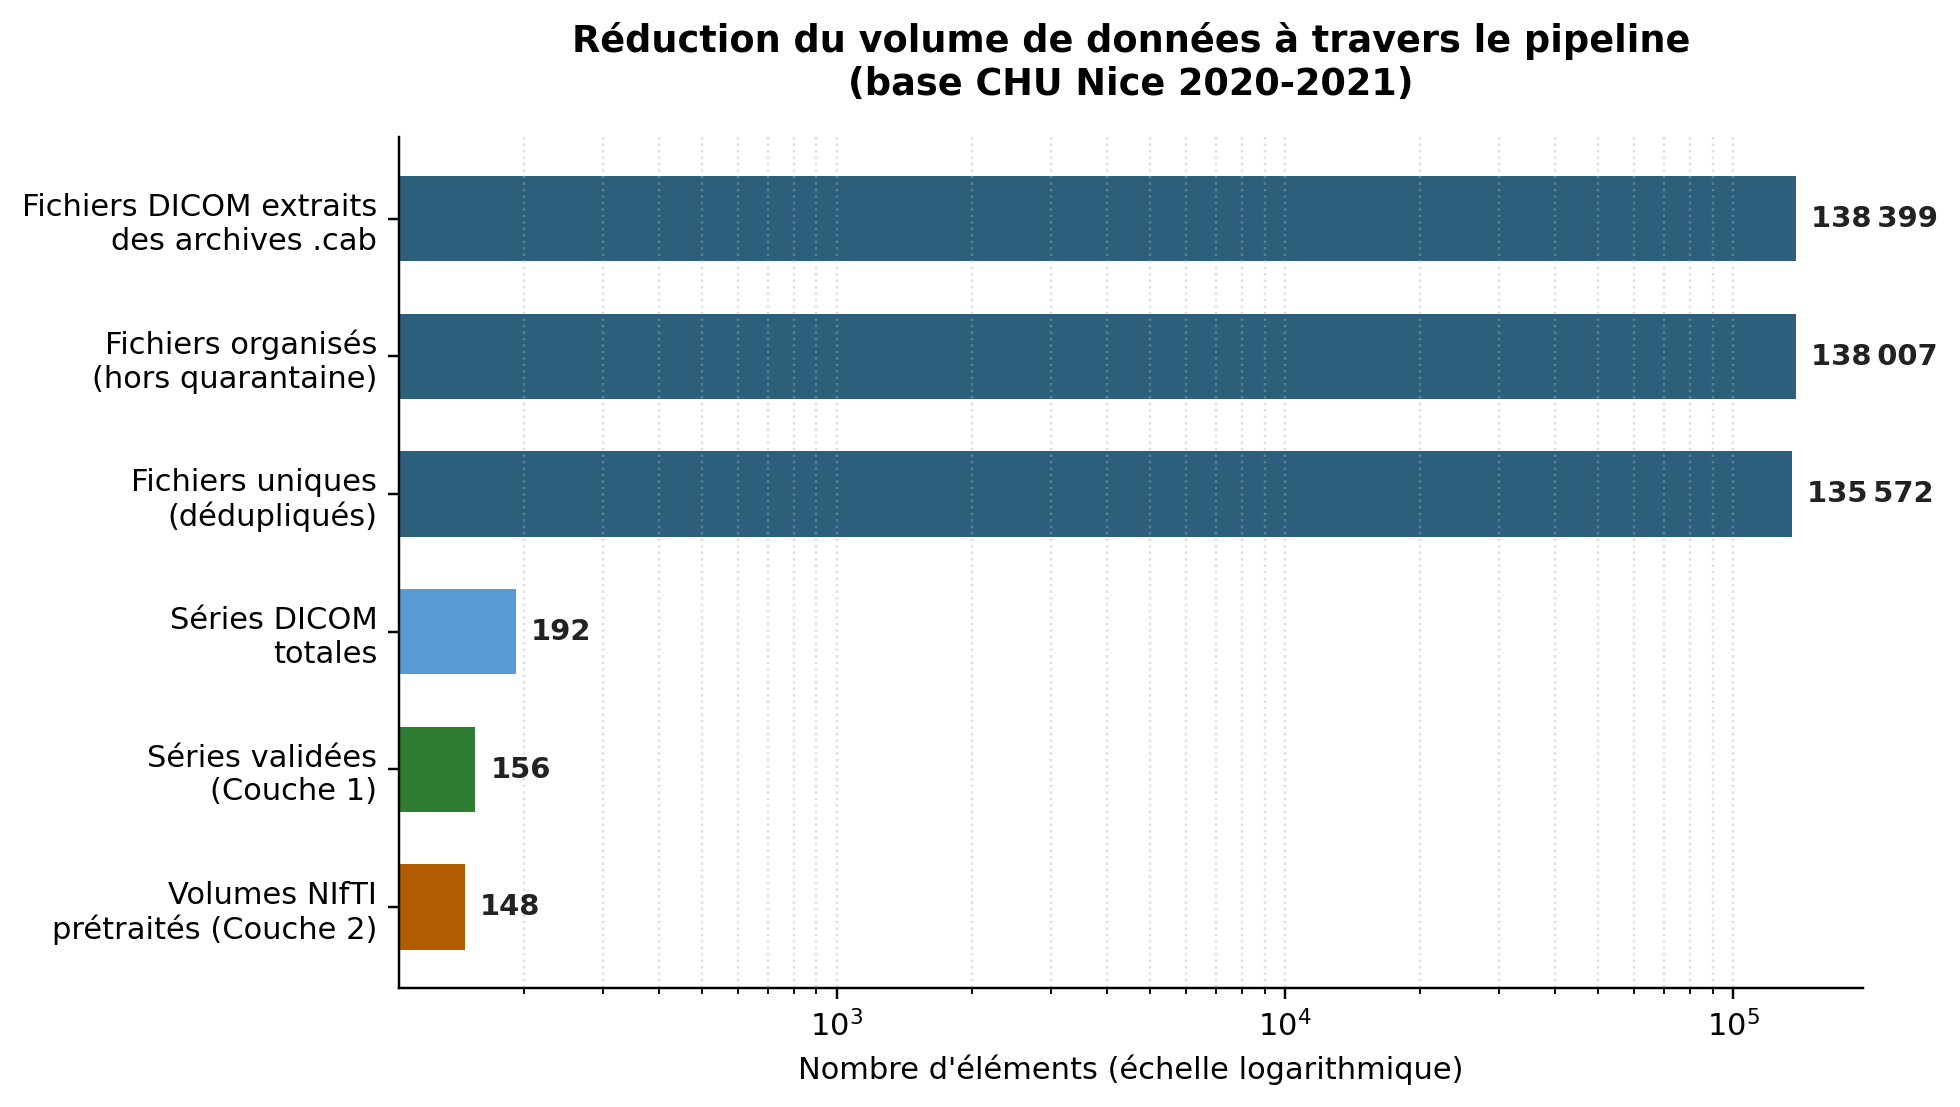 Réduction du volume de données à travers le pipeline
(base CHU Nice 2020-2021)
Fichiers DICOM extraits
des archives .cab
138 399
Fichiers organisés
(hors quarantaine)
138 007
Fichiers uniques
(dédupliqués)
135 572
Séries DICOM
totales
192
Séries validées
(Couche 1)
156
Volumes NIfTI
prétraités (Couche 2)
148
10³
10⁴
10⁵
Nombre d'éléments (échelle logarithmique)